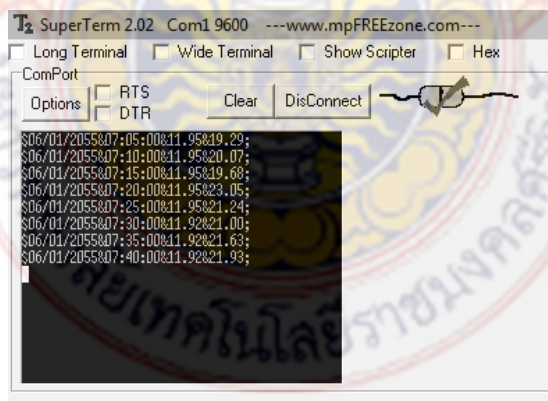 T2 SuperTerm 2.02 Com1 9600 ---www.mpFREEzone.com---
Long Terminal Wide Terminal Show Scripter Hex
ComPort
Options RTS DTR Clear DisConnect
$06/01/2055&07:05:00&11.95&19.29;
$06/01/2055&07:10:00&11.95&20.07;
$06/01/2055&07:15:00&11.95&19.68;
$06/01/2055&07:20:00&11.95&23.05;
$06/01/2055&07:25:00&11.95&21.24;
$06/01/2055&07:30:00&11.92&21.00;
$06/01/2055&07:35:00&11.92&21.63;
$06/01/2055&07:40:00&11.92&21.93;